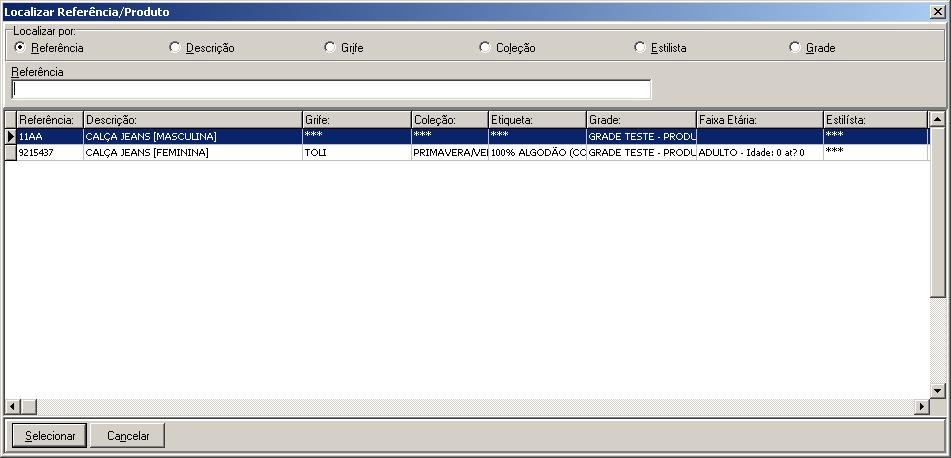 Localizar Referência/Produto
Localizar por:
Referência Descrição Grife Coleção Estilista Grade
Referência
Referência: Descrição: Grife: Coleção: Etiqueta: Grade: Faixa Etária: Estilísta:
11AA CALÇA JEANS [MASCULINA] *** *** *** GRADE TESTE - PRODU ***
9215437 CALÇA JEANS [FEMININA] TOLI PRIMAVERA/VE 100% ALGODÃO (CO GRADE TESTE - PRODU ADULTO - Idade: 0 at? 0 ***
Selecionar Cancelar